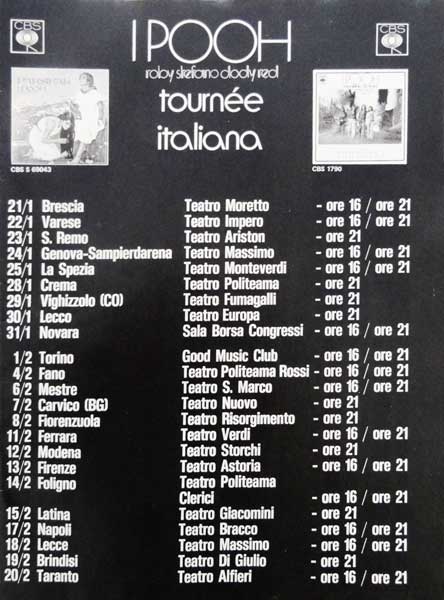 CBS
I POOH
CBS
roby stefano dody red
tournée
italiana
CBS S 69043
I POOH
CBS 1790
21/1 Brescia Teatro Moretto - ore 16 / ore 21
22/1 Varese Teatro Impero - ore 16 / ore 21
23/1 S. Remo Teatro Ariston - ore 21
24/1 Genova-Sampierdarena Teatro Massimo - ore 16 / ore 21
25/1 La Spezia Teatro Monteverdi - ore 16 / ore 21
28/1 Crema Teatro Politeama - ore 21
29/1 Vighizzolo (CO) Teatro Fumagalli - ore 21
30/1 Lecco Teatro Europa - ore 21
31/1 Novara Sala Borsa Congressi - ore 16 / ore 21
1/2 Torino Good Music Club - ore 16 / ore 21
4/2 Fano Teatro Politeama Rossi - ore 16 / ore 21
6/2 Mestre Teatro S. Marco - ore 16 / ore 21
7/2 Carvico (BG) Teatro Nuovo - ore 21
8/2 Fiorenzuola Teatro Risorgimento - ore 21
11/2 Ferrara Teatro Verdi - ore 16 / ore 21
12/2 Modena Teatro Storchi - ore 21
13/2 Firenze Teatro Astoria - ore 16 / ore 21
14/2 Foligno Teatro Politeama
Clerici - ore 16 / ore 21
15/2 Latina Teatro Giacomini - ore 21
17/2 Napoli Teatro Bracco - ore 16 / ore 21
18/2 Lecce Teatro Massimo - ore 16 / ore 21
19/2 Brindisi Teatro Di Giulio - ore 21
20/2 Taranto Teatro Alfieri - ore 16 / ore 21